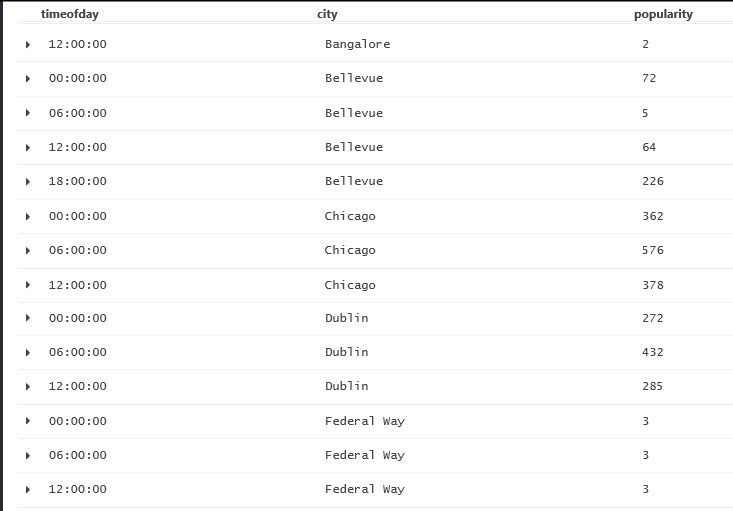 timeofday city popularity
12:00:00 Bangalore 2
00:00:00 Bellevue 72
06:00:00 Bellevue 5
12:00:00 Bellevue 64
18:00:00 Bellevue 226
00:00:00 Chicago 362
06:00:00 Chicago 576
12:00:00 Chicago 378
00:00:00 Dublin 272
06:00:00 Dublin 432
12:00:00 Dublin 285
00:00:00 Federal Way 3
06:00:00 Federal Way 3
12:00:00 Federal Way 3